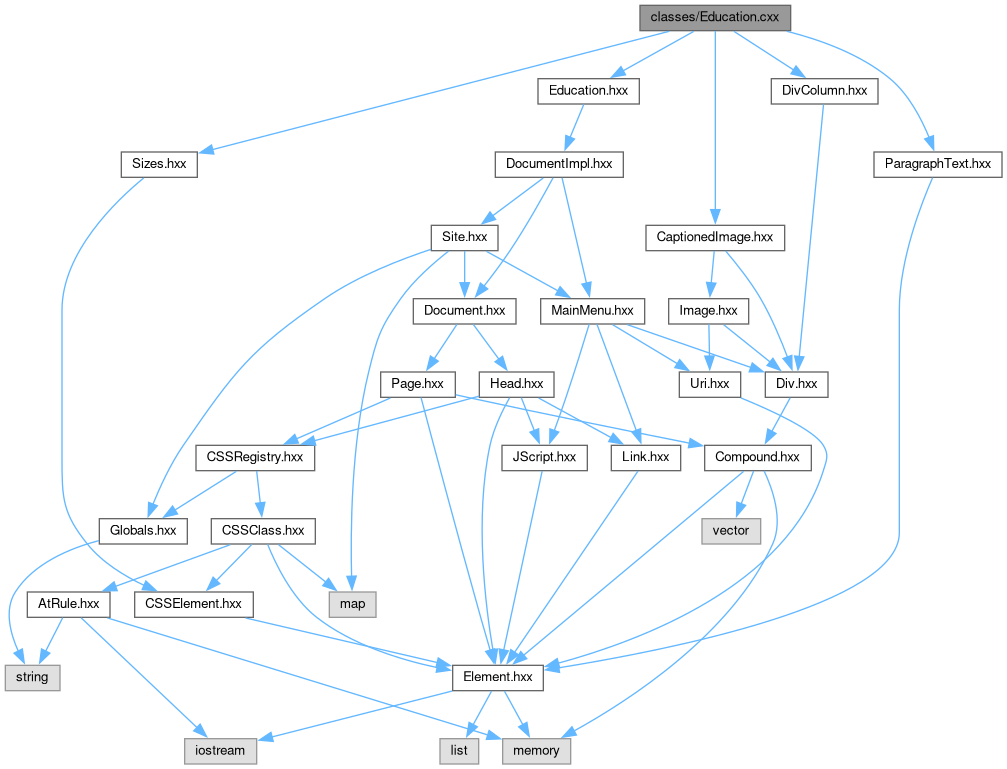 classes/Education.cxx
Education.hxx
DivColumn.hxx
Sizes.hxx
DocumentImpl.hxx
ParagraphText.hxx
Site.hxx
CaptionedImage.hxx
Document.hxx
MainMenu.hxx
Image.hxx
Page.hxx
Head.hxx
Uri.hxx
Div.hxx
CSSRegistry.hxx
JScript.hxx
Link.hxx
Compound.hxx
Globals.hxx
CSSClass.hxx
vector
AtRule.hxx
CSSElement.hxx
map
string
Element.hxx
iostream
list
memory